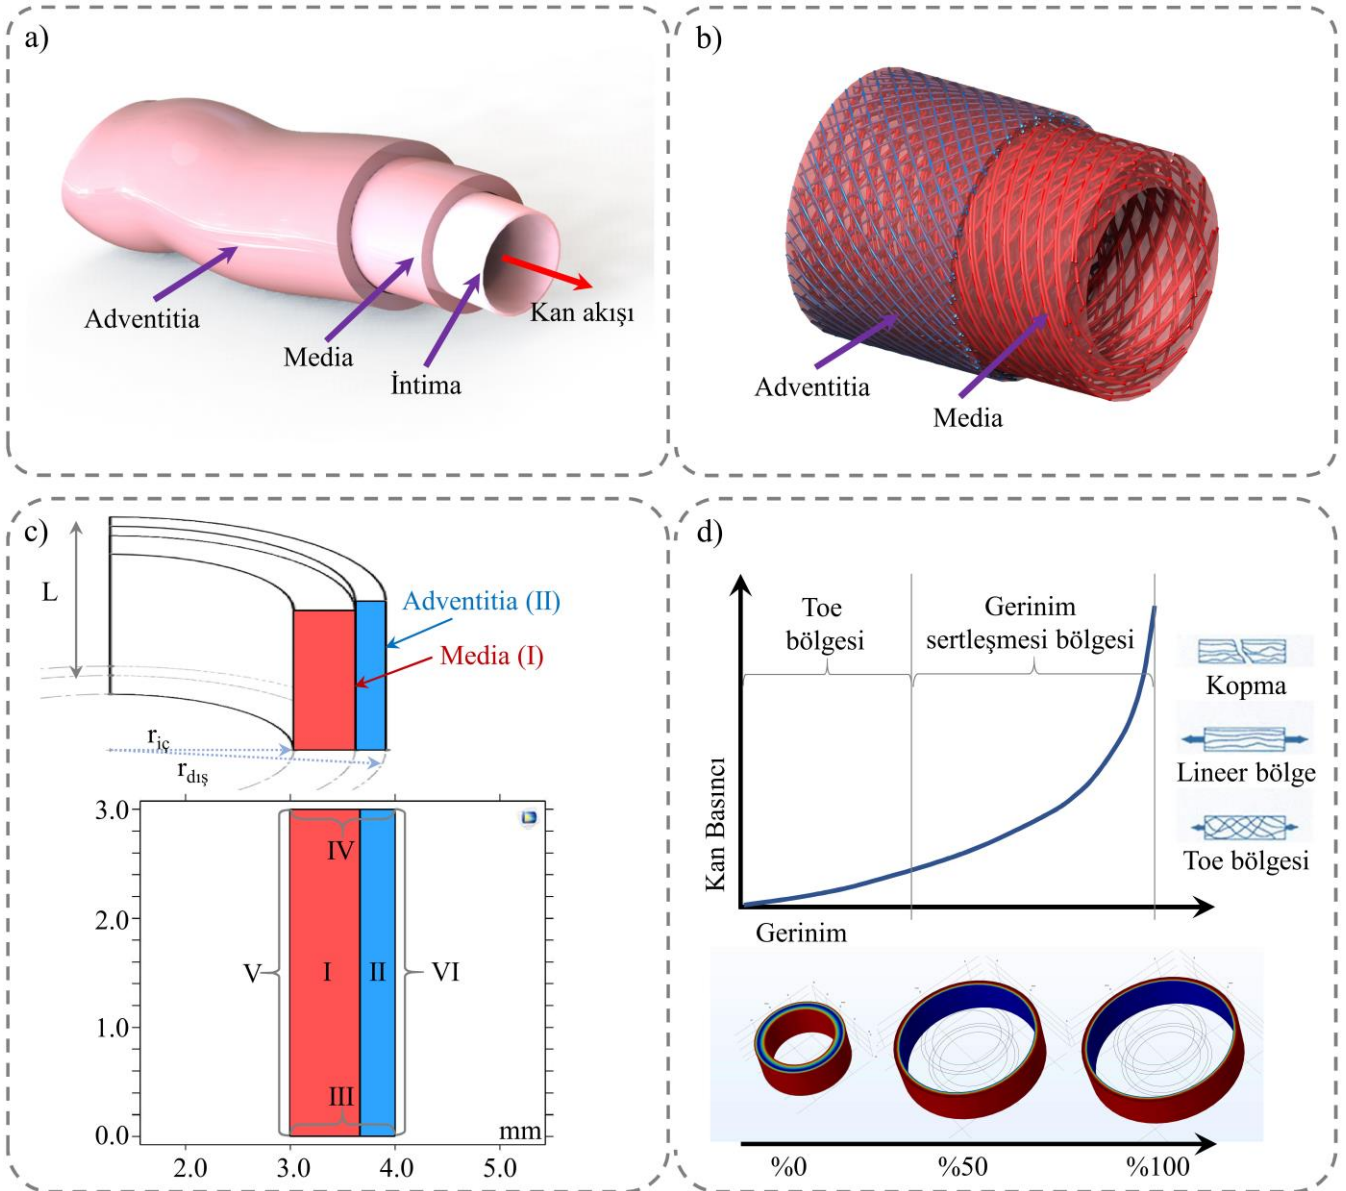 a)
Adventitia
Media
İntima
Kan akışı
b)
Adventitia
Media
c)
L
Adventitia (II)
Media (I)
r_iç
r_dış
3.0
2.0
1.0
0.0
IV
V
I
II
VI
III
mm
2.0
3.0
4.0
5.0
d)
Toe
bölgesi
Gerinim
sertleşmesi bölgesi
Kan Basıncı
Kopma
Lineer bölge
Toe bölgesi
Gerinim
%0
%50
%100